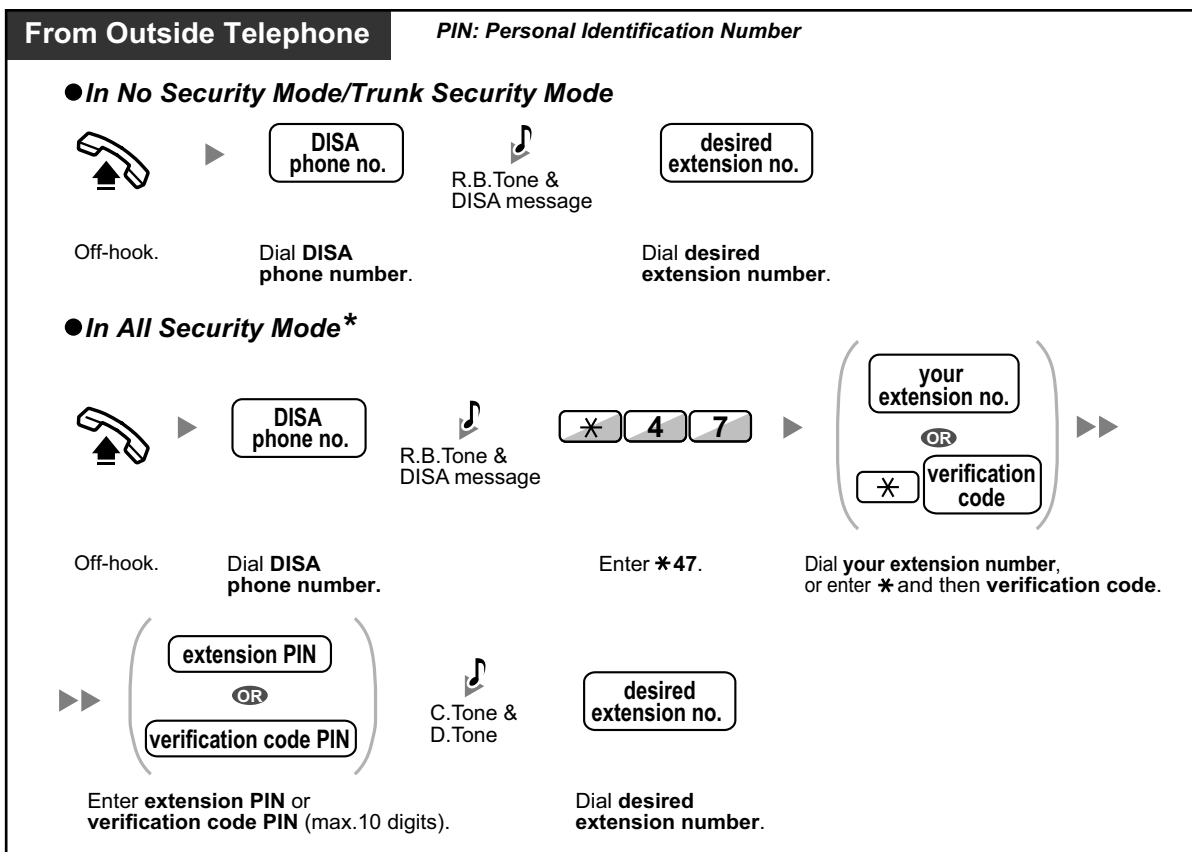 From Outside Telephone
PIN: Personal Identification Number
●In No Security Mode/Trunk Security Mode
DISA
phone no.
R.B.Tone &
DISA message
desired
extension no.
Off-hook.
Dial DISA
phone number.
Dial desired
extension number.
●In All Security Mode*
DISA
phone no.
R.B.Tone &
DISA message
* 4 7
your
extension no.
OR
* verification
code
Off-hook.
Dial DISA
phone number.
Enter *47.
Dial your extension number,
or enter * and then verification code.
extension PIN
OR
verification code PIN
C.Tone &
D.Tone
desired
extension no.
Enter extension PIN or
verification code PIN (max.10 digits).
Dial desired
extension number.